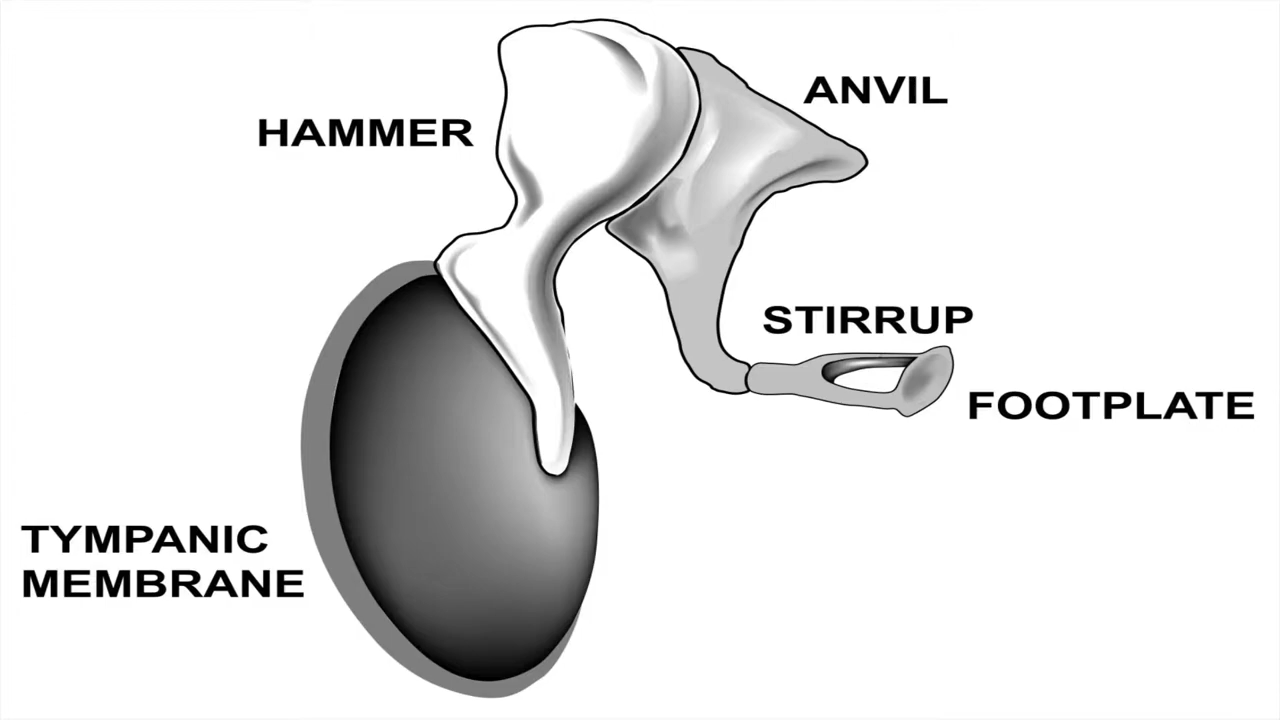 ANVIL
HAMMER
STIRRUP
FOOTPLATE
TYMPANIC
MEMBRANE